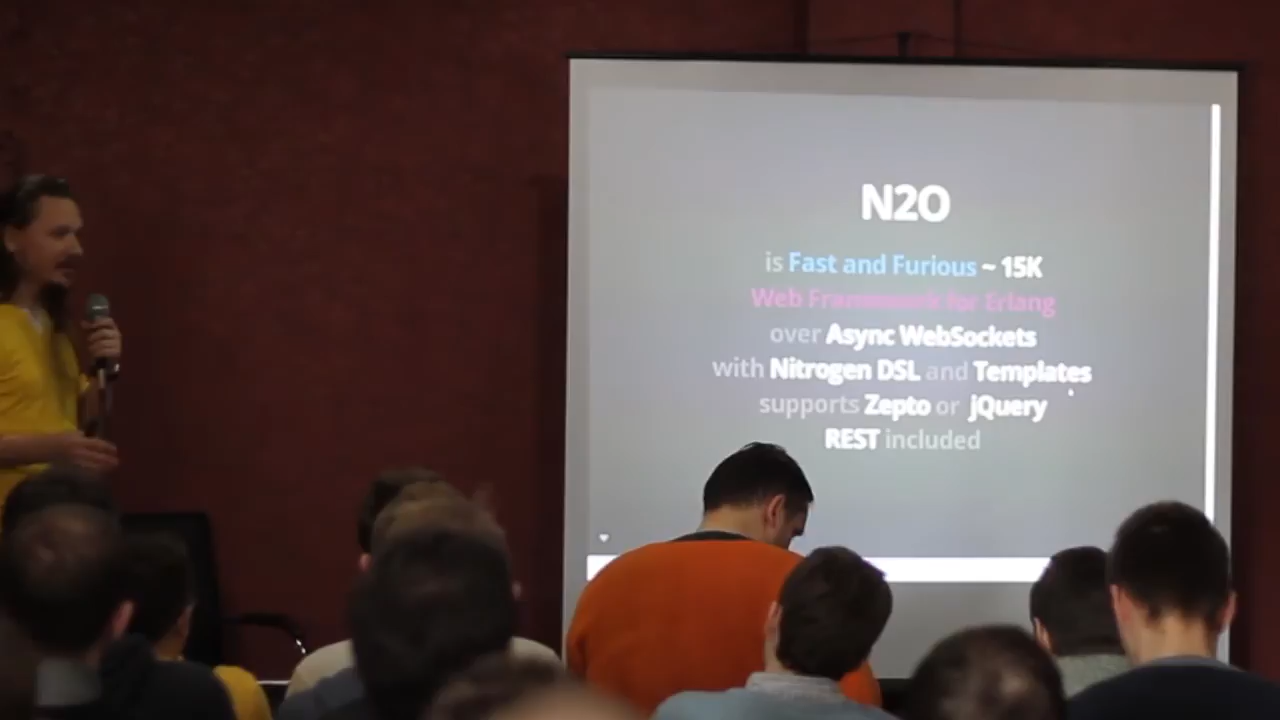 N2O
is Fast and Furious ~ 15K
Web Framework for Erlang
over Async WebSockets
with Nitrogen DSL and Templates
supports Zepto or jQuery
REST included